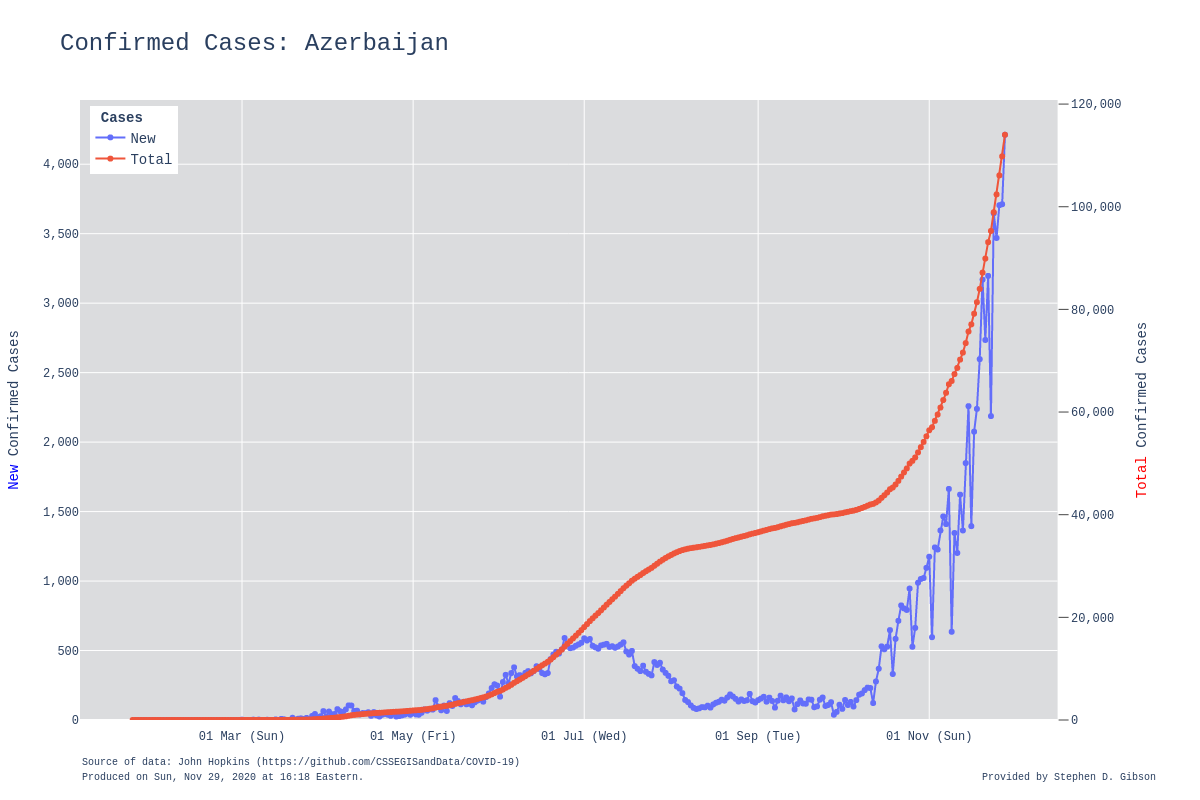 Confirmed Cases: Azerbaijan
Cases
New
Total
4,000
3,500
3,000
2,500
2,000
1,500
1,000
500
0
New Confirmed Cases
120,000
100,000
80,000
60,000
40,000
20,000
0
Total Confirmed Cases
01 Mar (Sun)
01 May (Fri)
01 Jul (Wed)
01 Sep (Tue)
01 Nov (Sun)
Source of data: John Hopkins (https://github.com/CSSEGISandData/COVID-19)
Produced on Sun, Nov 29, 2020 at 16:18 Eastern.
Provided by Stephen D. Gibson